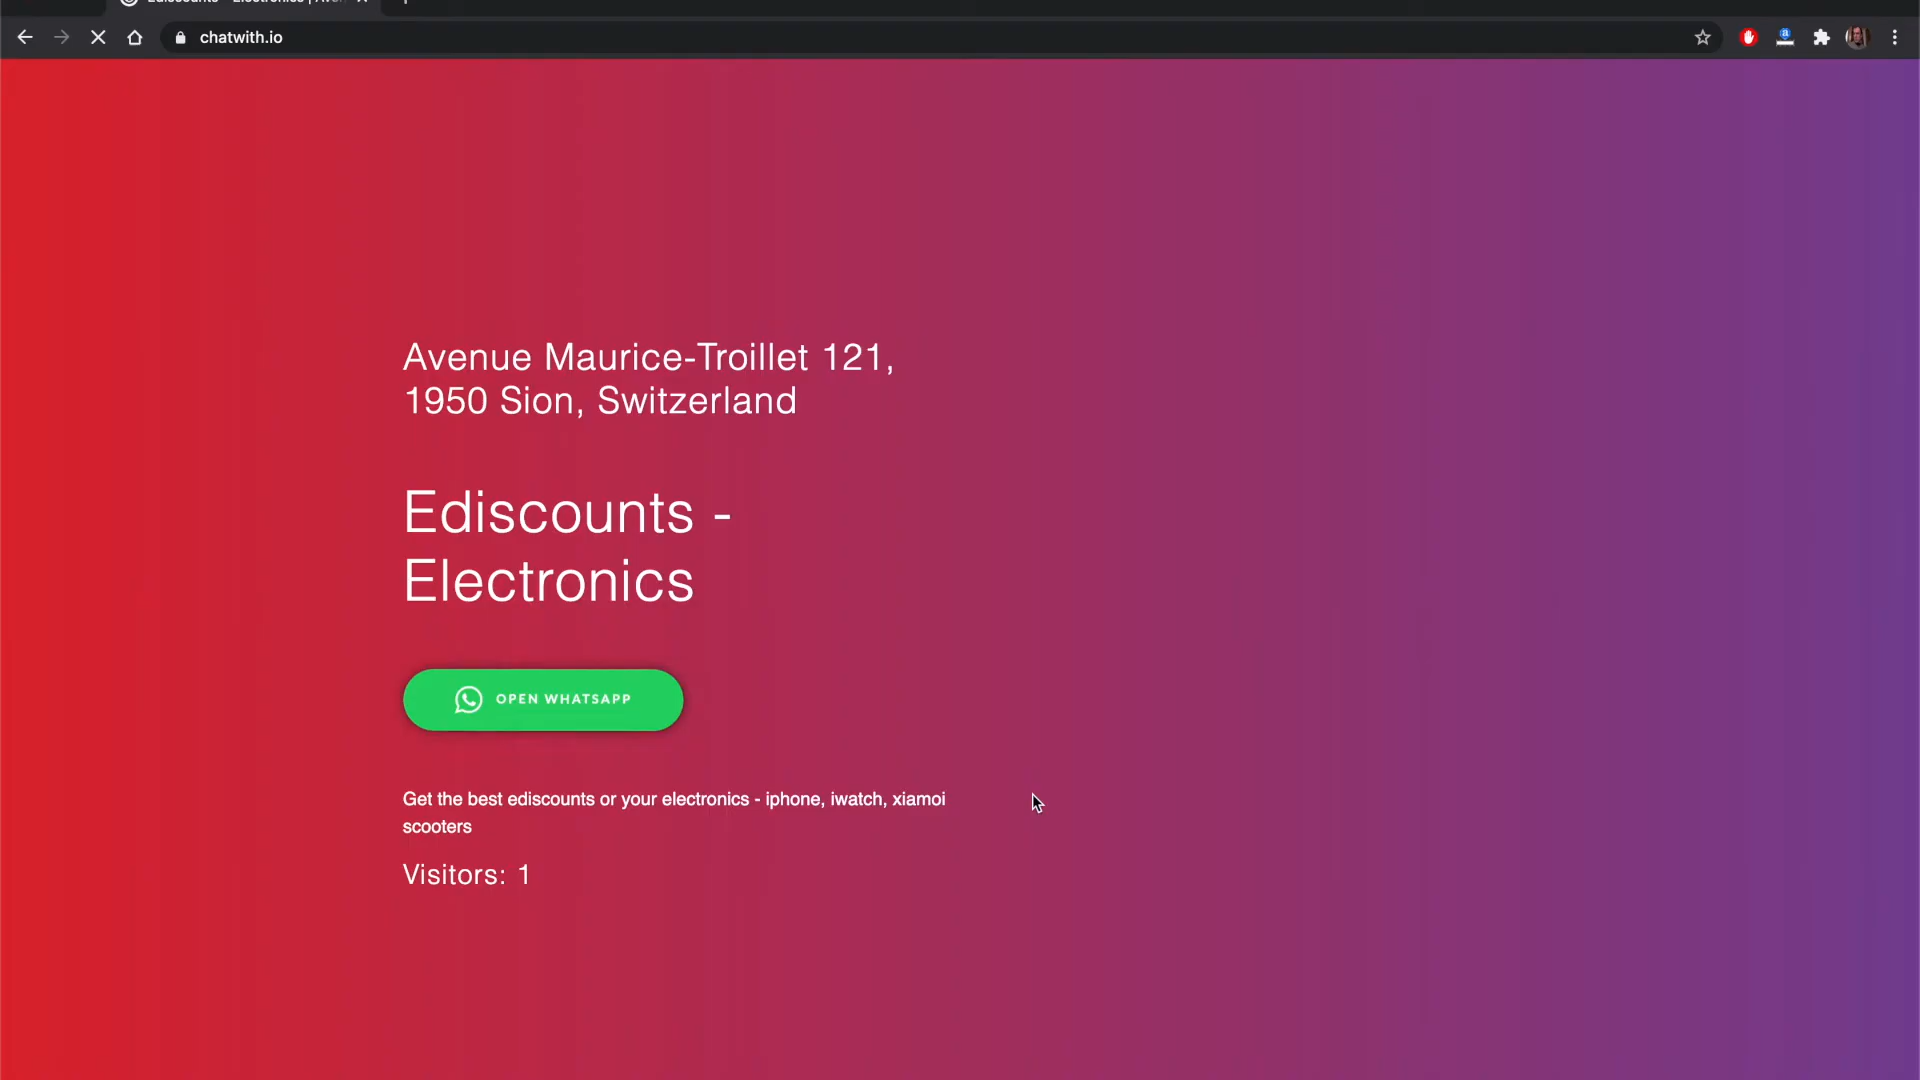 chatwith.io
Avenue Maurice-Troillet 121,
1950 Sion, Switzerland
Ediscounts -
Electronics
OPEN WHATSAPP
Get the best ediscounts or your electronics - iphone, iwatch, xiamoi
scooters
Visitors: 1